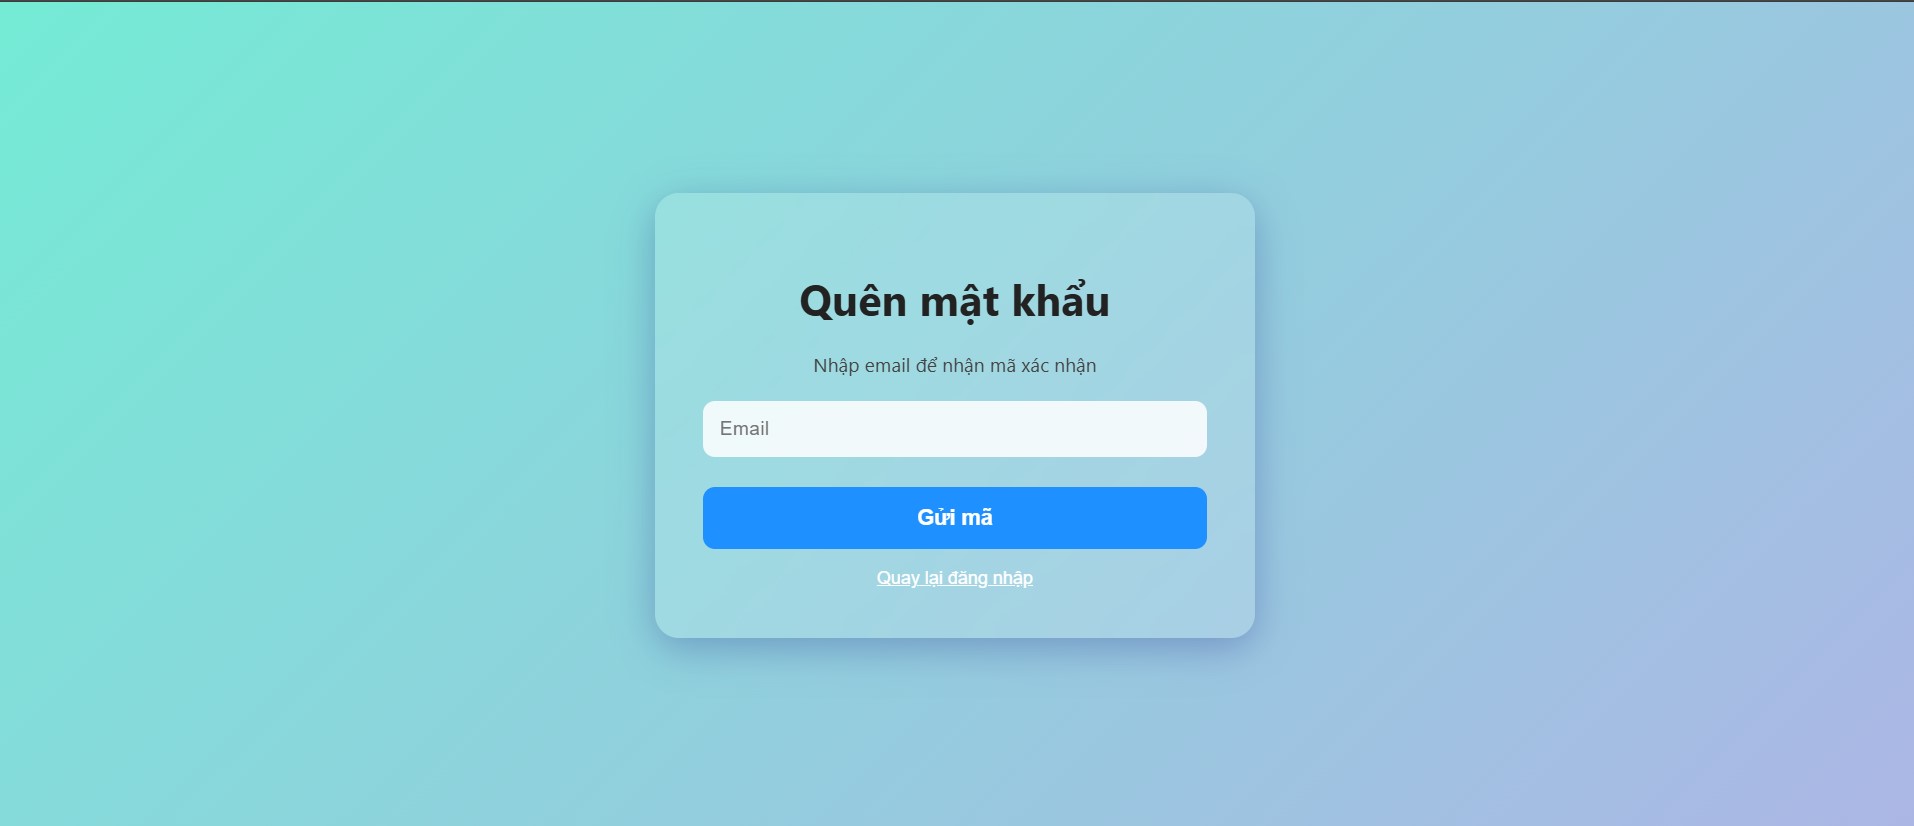 Quên mật khẩu
Nhập email để nhận mã xác nhận
Email
Gửi mã
Quay lại đăng nhập